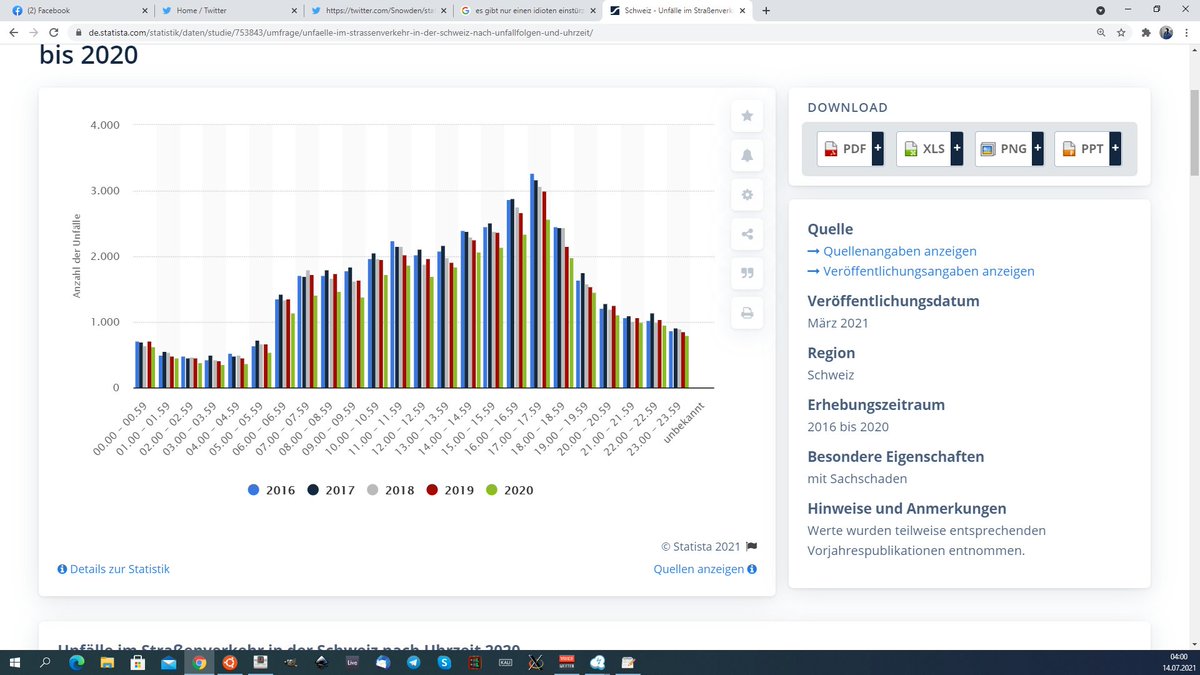 (2) Facebook
Home / Twitter
https://twitter.com/Snowden/sta
es gibt nur einen idioten einstür
Schweiz - Unfälle im Straßenverk
de.statista.com/statistik/daten/studie/753843/umfrage/unfaelle-im-strassenverkehr-in-der-schweiz-nach-unfallfolgen-und-uhrzeit/
bis 2020
Anzahl der Unfälle
4.000
3.000
2.000
1.000
0
00.00 - 00.59
01.00 - 01.59
02.00 - 02.59
03.00 - 03.59
04.00 - 04.59
05.00 - 05.59
06.00 - 06.59
07.00 - 07.59
08.00 - 08.59
09.00 - 09.59
10.00 - 10.59
11.00 - 11.59
12.00 - 12.59
13.00 - 13.59
14.00 - 14.59
15.00 - 15.59
16.00 - 16.59
17.00 - 17.59
18.00 - 18.59
19.00 - 19.59
20.00 - 20.59
21.00 - 21.59
22.00 - 22.59
23.00 - 23.59
unbekannt
2016 2017 2018 2019 2020
© Statista 2021
Details zur Statistik
Quellen anzeigen
DOWNLOAD
PDF + XLS + PNG + PPT +
Quelle
→ Quellenangaben anzeigen
→ Veröffentlichungsangaben anzeigen
Veröffentlichungsdatum
März 2021
Region
Schweiz
Erhebungszeitraum
2016 bis 2020
Besondere Eigenschaften
mit Sachschaden
Hinweise und Anmerkungen
Werte wurden teilweise entsprechenden
Vorjahrespublikationen entnommen.
Unfälle im Straßenverkehr in der Schweiz nach Uhrzeit 2020
Live
04:00
14.07.2021